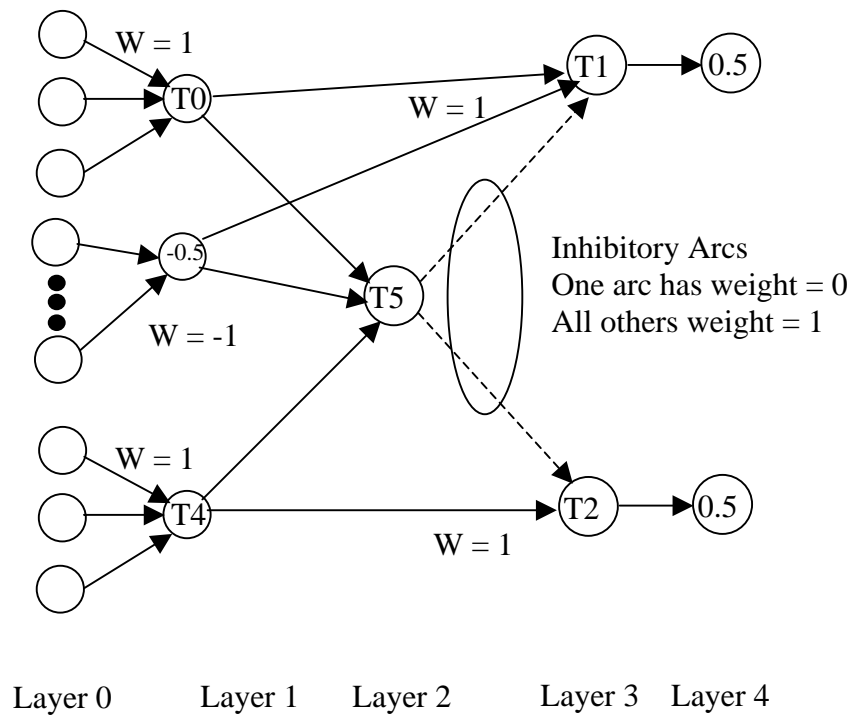 W = 1
T0
T1
0.5
W = 1
-0.5
T5
Inhibitory Arcs
One arc has weight = 0
All others weight = 1
W = -1
W = 1
T4
T2
0.5
W = 1
Layer 0 Layer 1 Layer 2 Layer 3 Layer 4